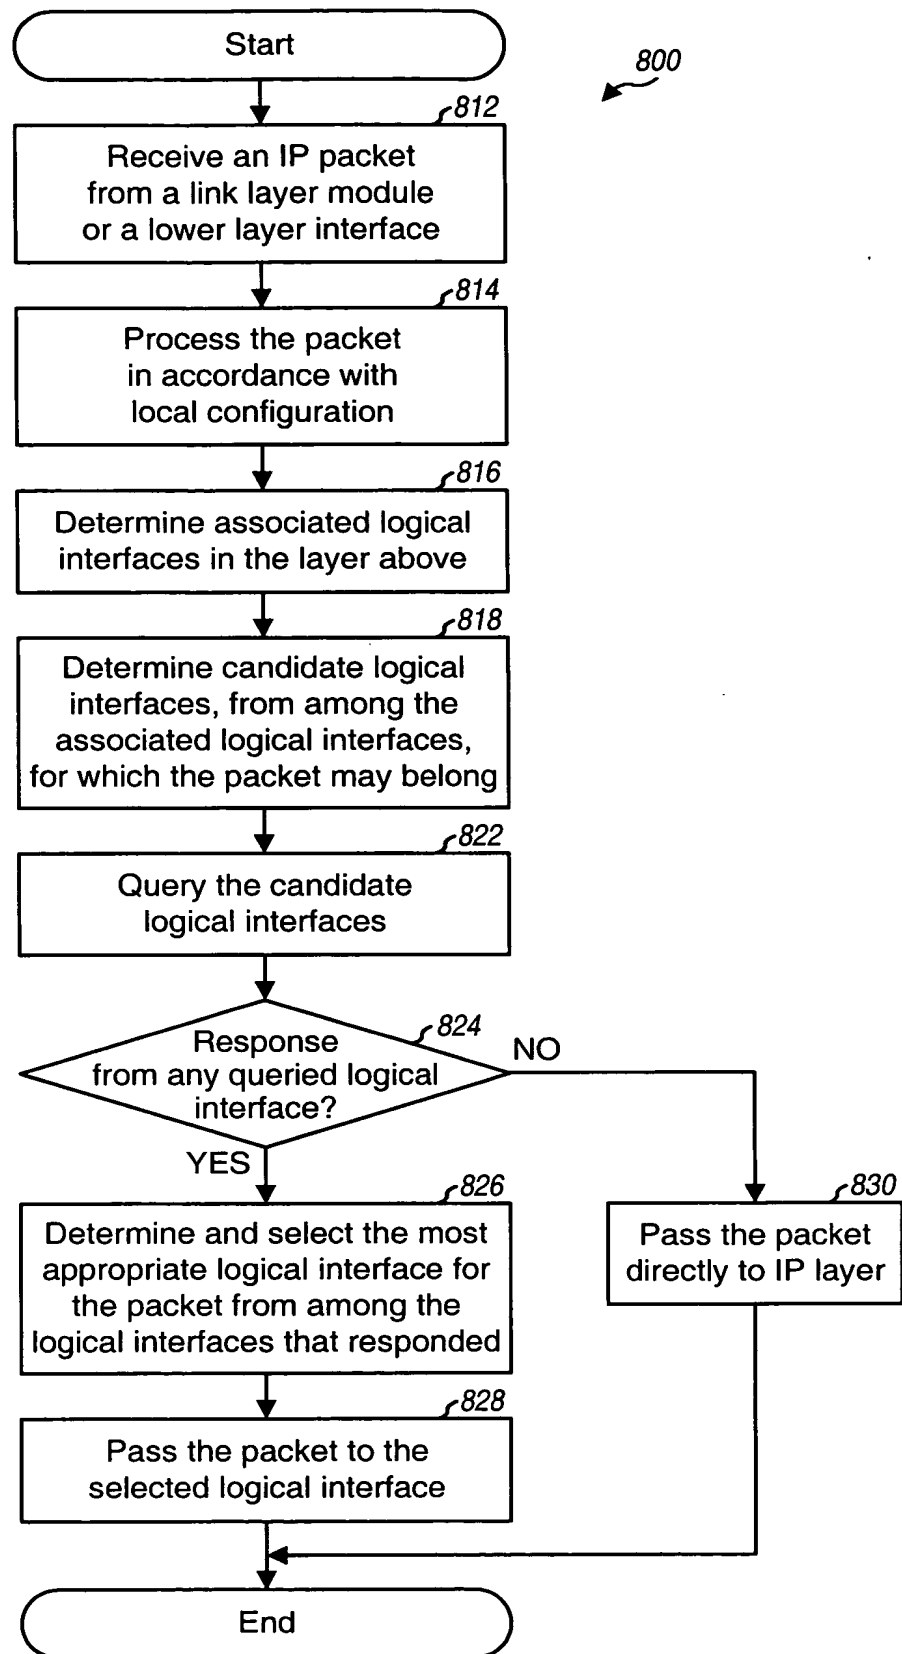 Start
800
812
Receive an IP packet
from a link layer module
or a lower layer interface
814
Process the packet
in accordance with
local configuration
816
Determine associated logical
interfaces in the layer above
818
Determine candidate logical
interfaces, from among the
associated logical interfaces,
for which the packet may belong
822
Query the candidate
logical interfaces
824
Response
from any queried logical
interface?
NO
YES
826
Determine and select the most
appropriate logical interface for
the packet from among the
logical interfaces that responded
830
Pass the packet
directly to IP layer
828
Pass the packet to the
selected logical interface
End